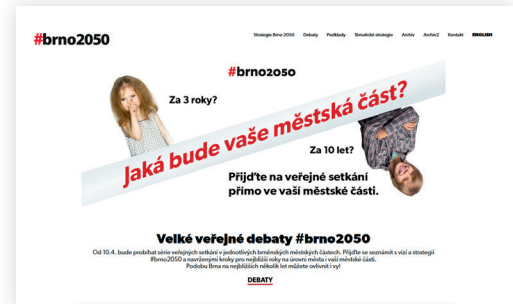 #brno2050
Strategie Brno 2050 Debaty Podklady Tématické strategie Archiv Archiv2 Kontakt ENGLISH
#brno2050
Za 3 roky?
Jaká bude vaše městská část?
Za 10 let?
Přijďte na veřejné setkání
přímo ve vaší městské části.
Velké veřejné debaty #brno2050
Od 10.4. bude probíhat série veřejných setkání v jednotlivých brněnských městských částech. Přijďte se seznámit s vizí a strategií
#brno2050 a navrženými kroky pro nejbližší roky na úrovni města i vaší městské části.
Podobu Brna na nejbližších několik let můžete ovlivnit i vy!
DEBATY